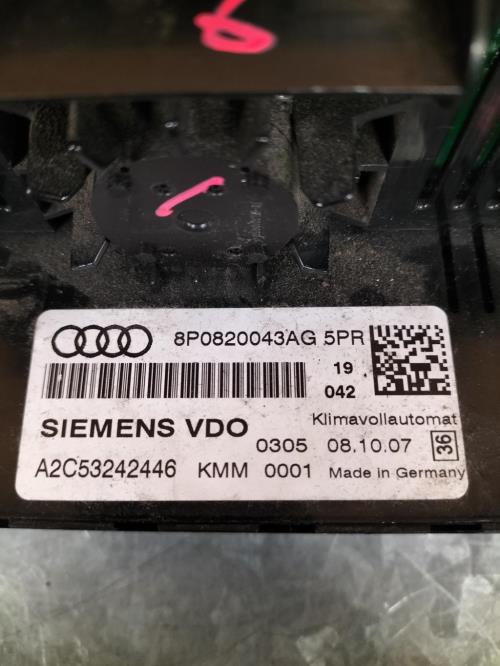 8P0820043AG 5PR
19
042
Klimavollautomat
SIEMENS VDO
0305 08.10.07 36
A2C53242446 KMM 0001 Made in Germany